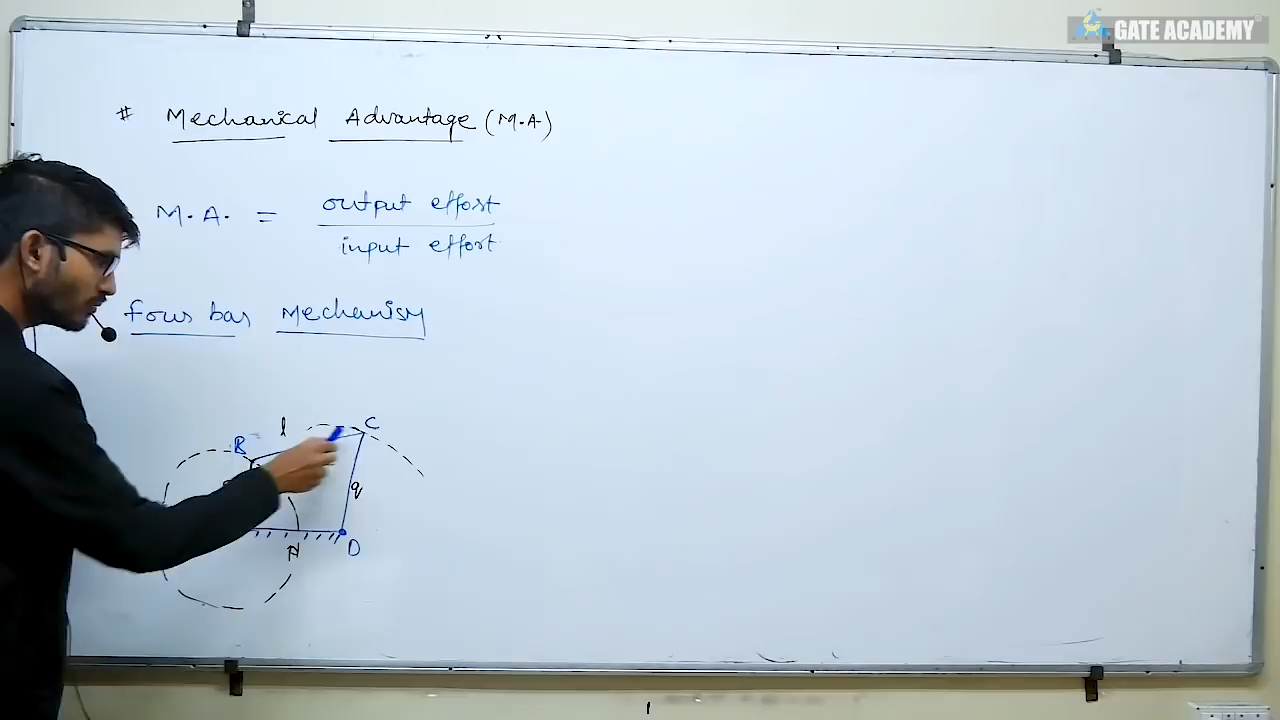 GATE ACADEMY
# Mechanical Advantage (M.A)
M.A. = output effort
input effort
four bar Mechanism
l
C
B
q
D